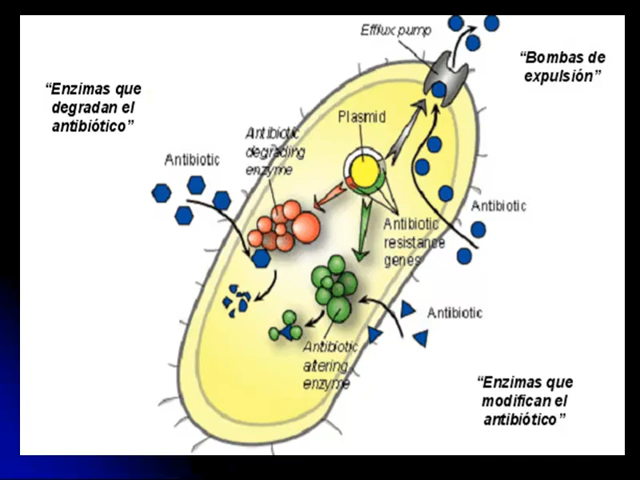 Efflux pump
“Bombas de
expulsión”
“Enzimas que
degradan el
antibiótico”
Plasmid
Antibiotic
degrading
enzyme
Antibiotic
Antibiotic
Antibiotic
resistance
genes
Antibiotic
Antibiotic
altering
enzyme
“Enzimas que
modifican el
antibiótico”